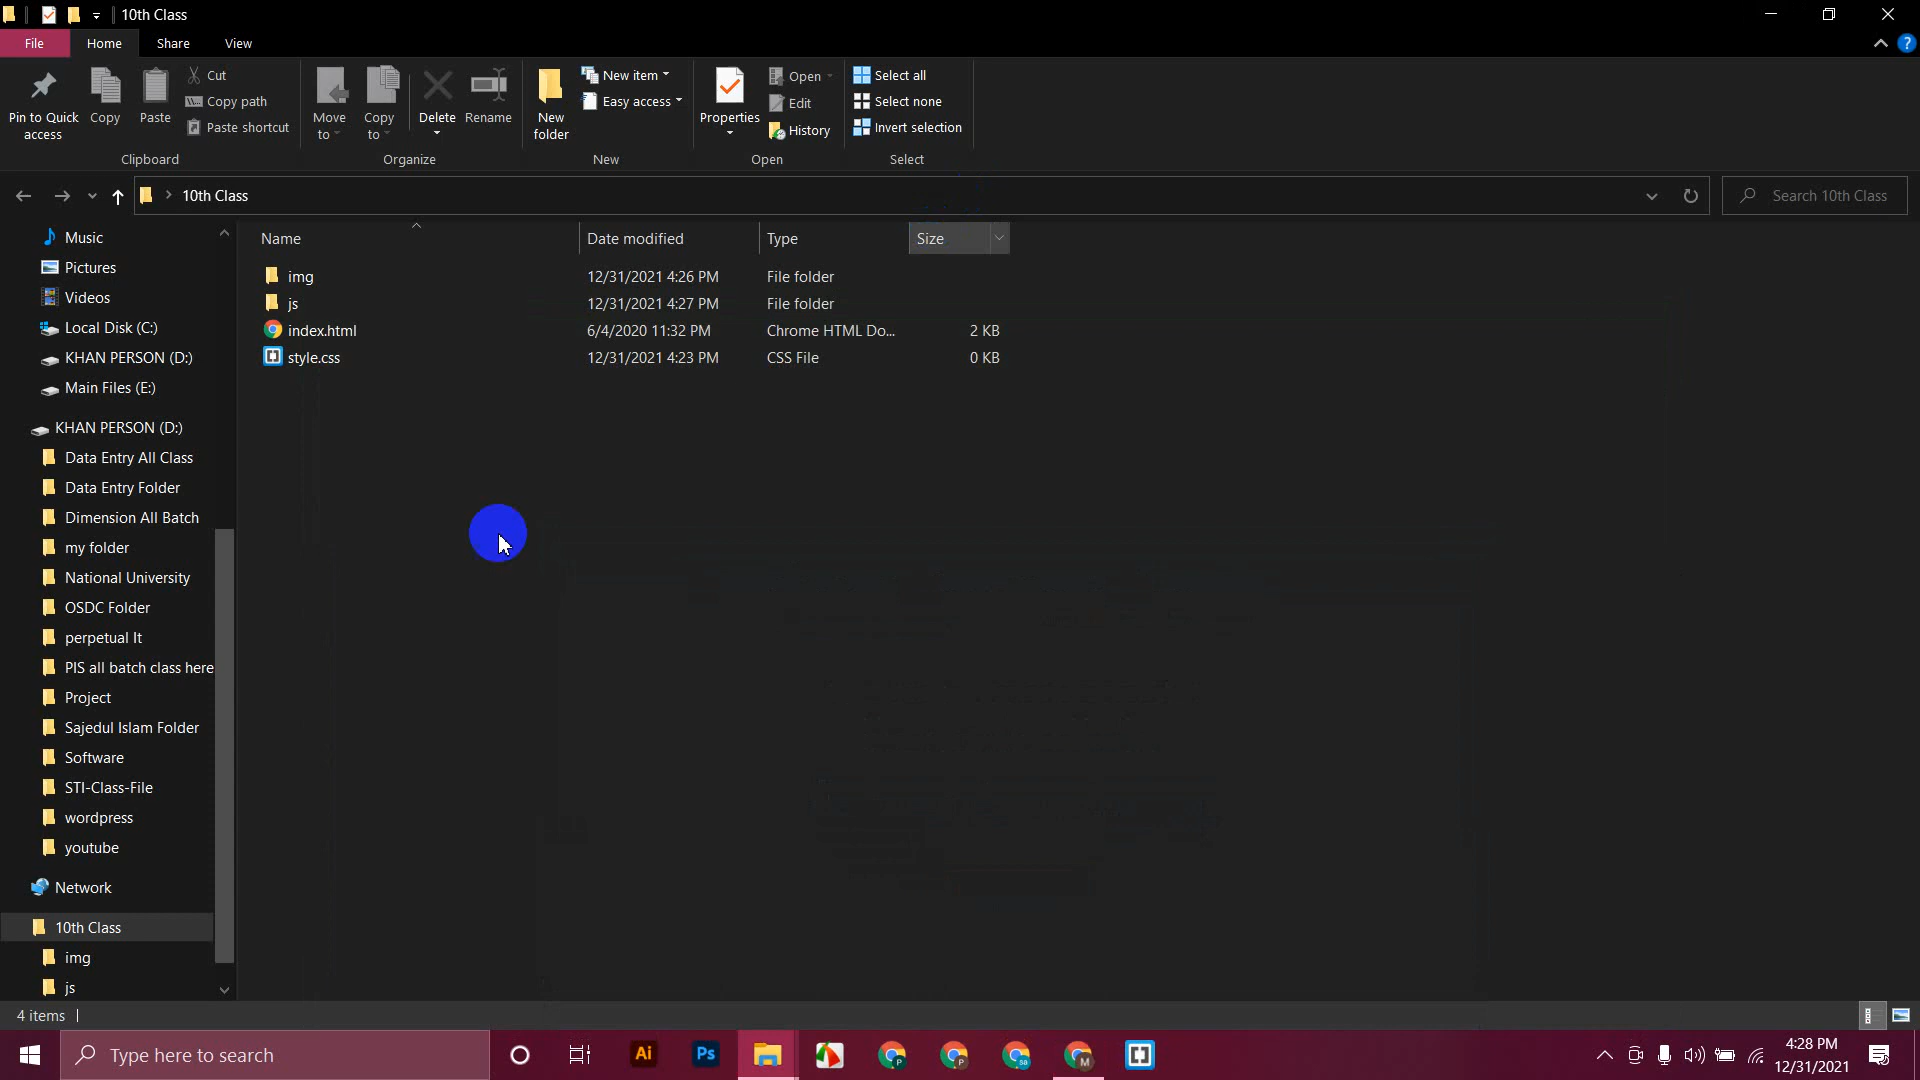 10th Class
File Home Share View
Pin to Quick access
Copy
Paste
Cut
Copy path
Paste shortcut
Clipboard
Move to
Copy to
Delete
Rename
Organize
New folder
New item
Easy access
New
Properties
Open
Edit
History
Open
Select all
Select none
Invert selection
Select
10th Class
Search 10th Class
Name Date modified Type Size
img 12/31/2021 4:26 PM File folder
js 12/31/2021 4:27 PM File folder
index.html 6/4/2020 11:32 PM Chrome HTML Do... 2 KB
style.css 12/31/2021 4:23 PM CSS File 0 KB
Music
Pictures
Videos
Local Disk (C:)
KHAN PERSON (D:)
Main Files (E:)
KHAN PERSON (D:)
Data Entry All Class
Data Entry Folder
Dimension All Batch
my folder
National University
OSDC Folder
perpetual It
PIS all batch class here
Project
Sajedul Islam Folder
Software
STI-Class-File
wordpress
youtube
Network
10th Class
img
js
4 items
Type here to search
Ai
Ps
4:28 PM
12/31/2021